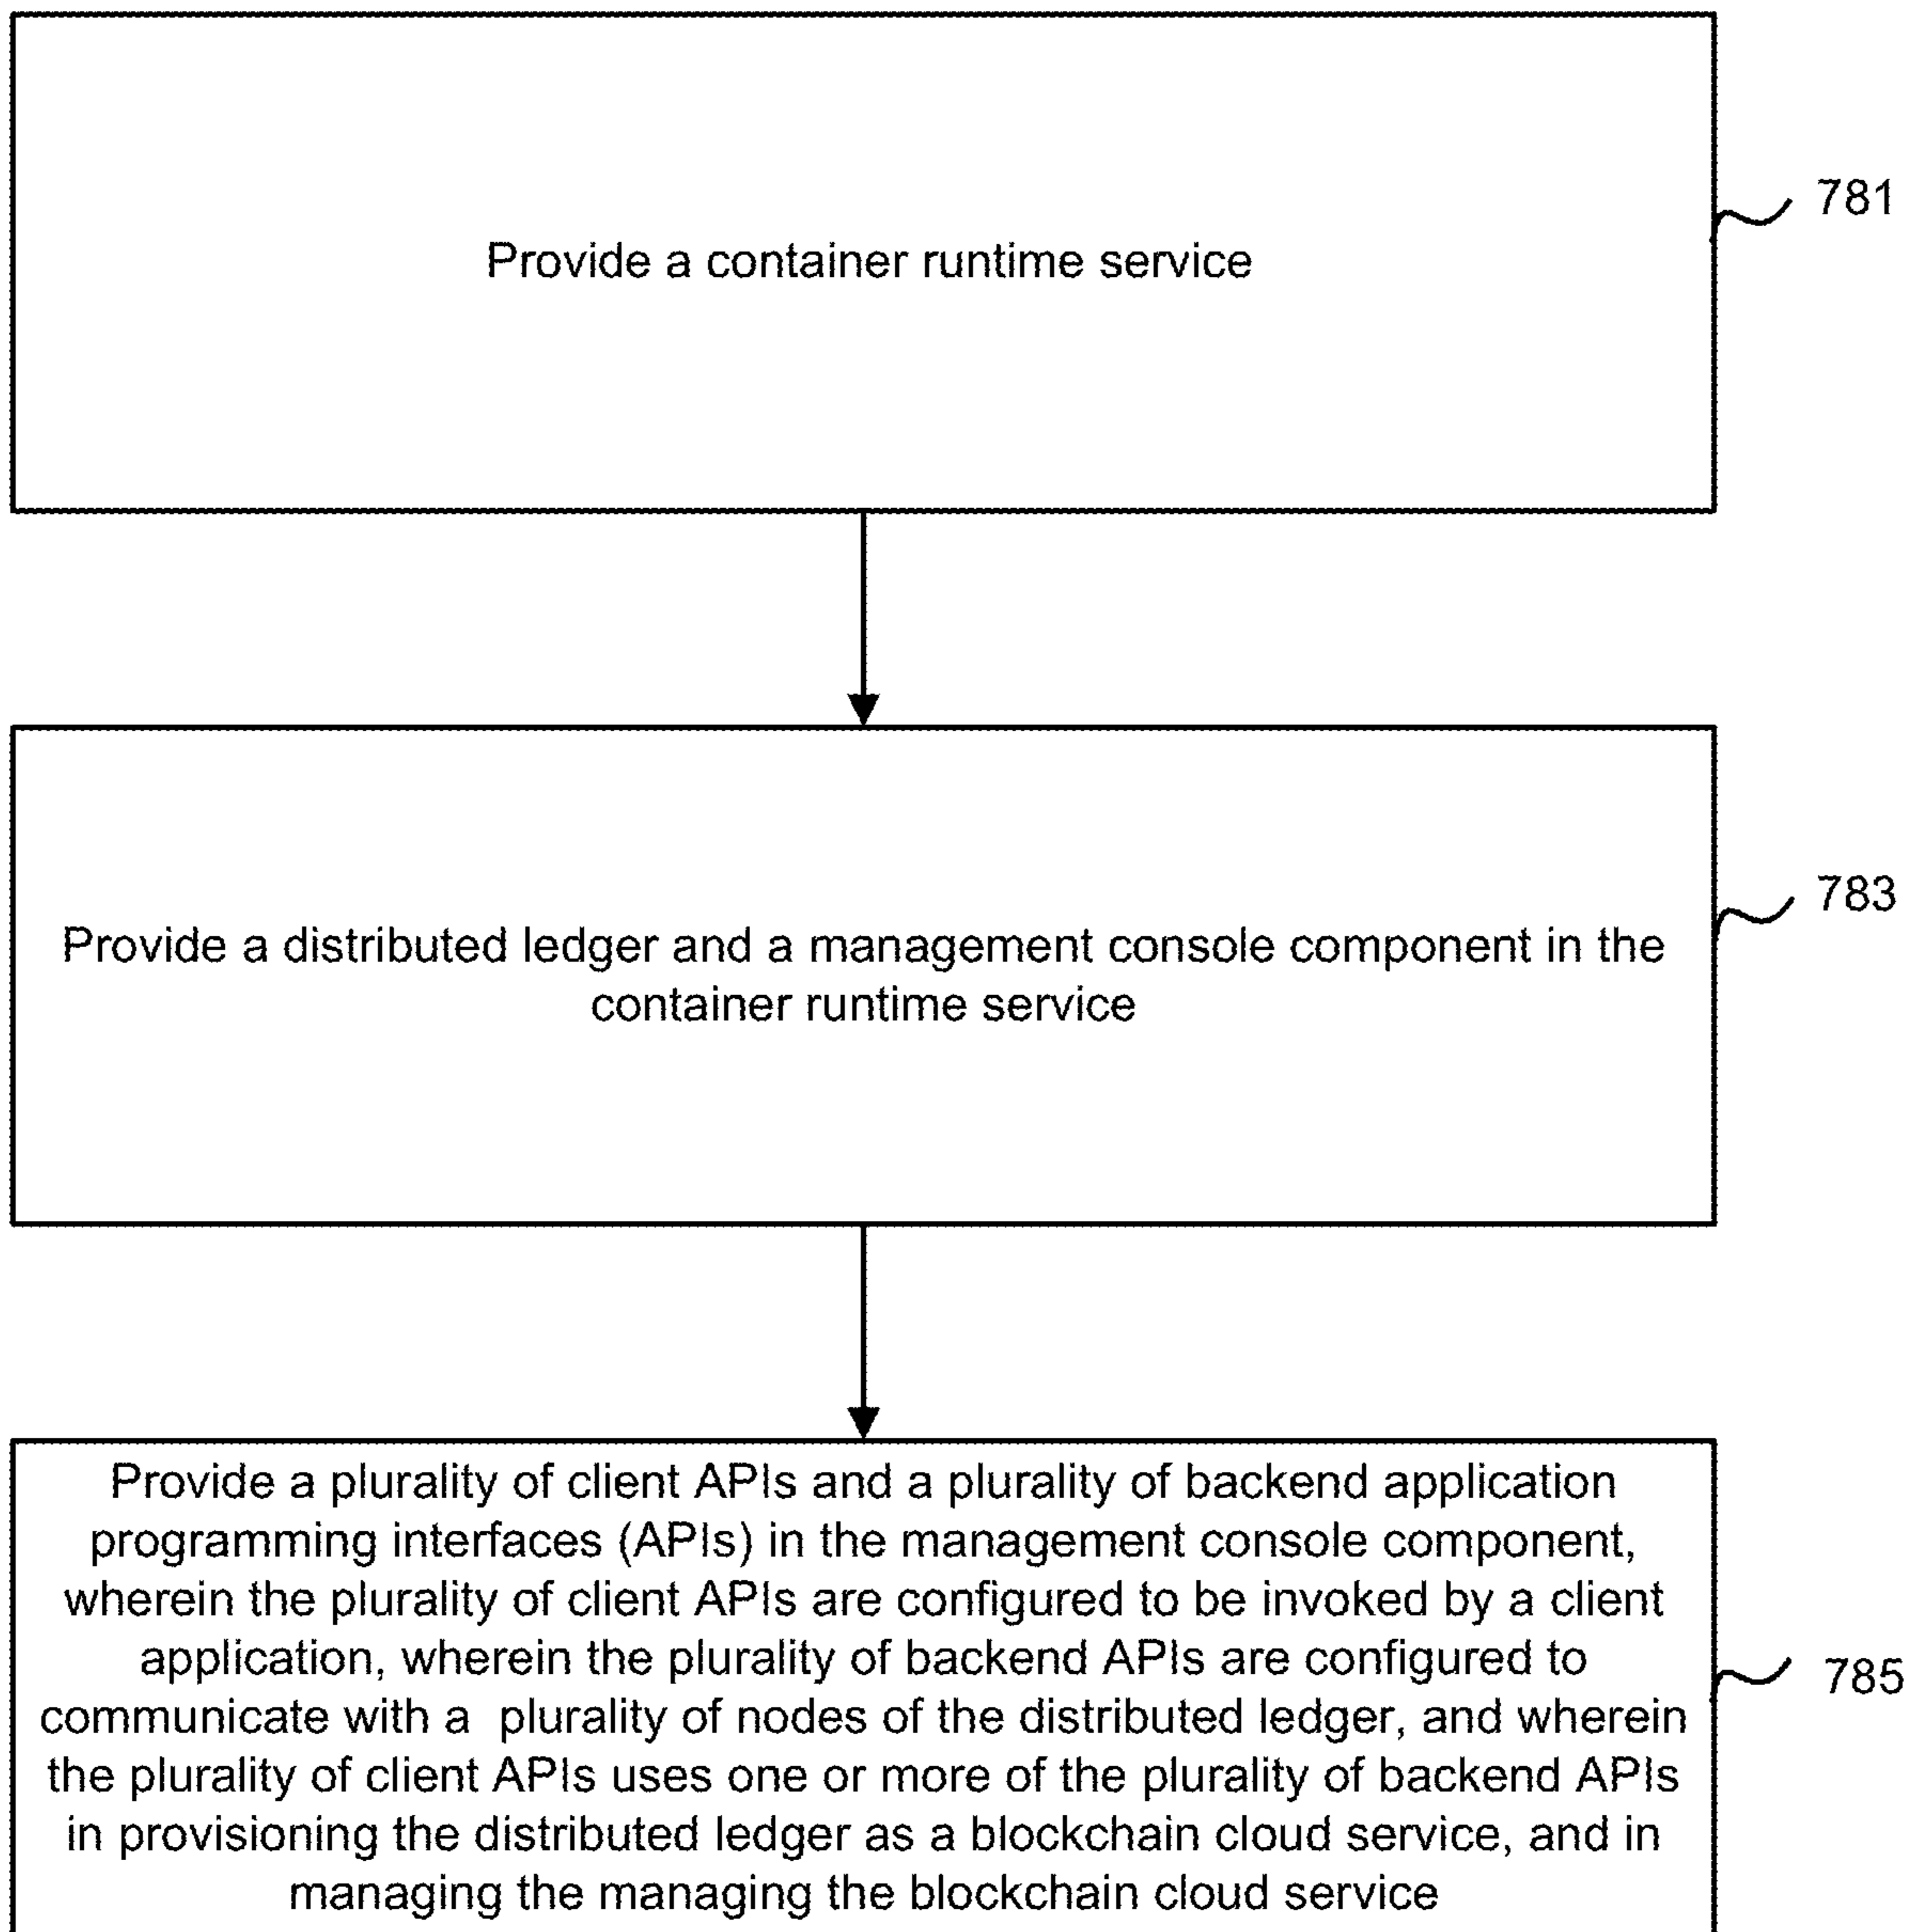 Provide a container runtime service
781
Provide a distributed ledger and a management console component in the
container runtime service
783
Provide a plurality of client APIs and a plurality of backend application
programming interfaces (APIs) in the management console component,
wherein the plurality of client APIs are configured to be invoked by a client
application, wherein the plurality of backend APIs are configured to
communicate with a  plurality of nodes of the distributed ledger, and wherein
the plurality of client APIs uses one or more of the plurality of backend APIs
in provisioning the distributed ledger as a blockchain cloud service, and in
managing the managing the blockchain cloud service
785